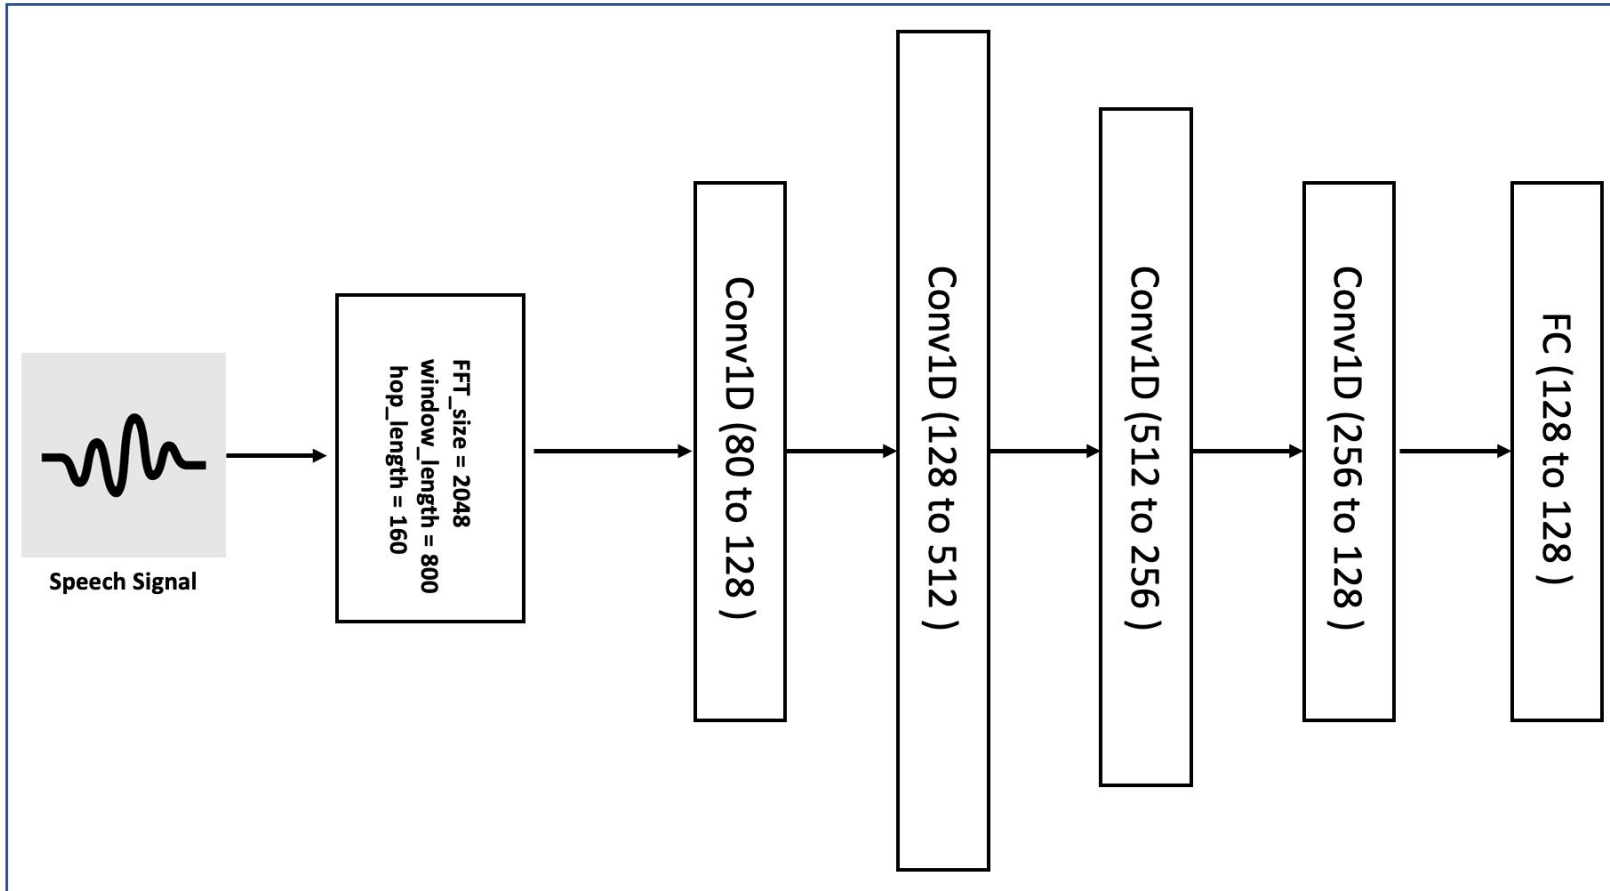 Speech Signal
FFT_size = 2048
window_length = 800
hop_length = 160
Conv1D (80 to 128 )
Conv1D (128 to 512 )
Conv1D (512 to 256 )
Conv1D (256 to 128 )
FC (128 to 128 )